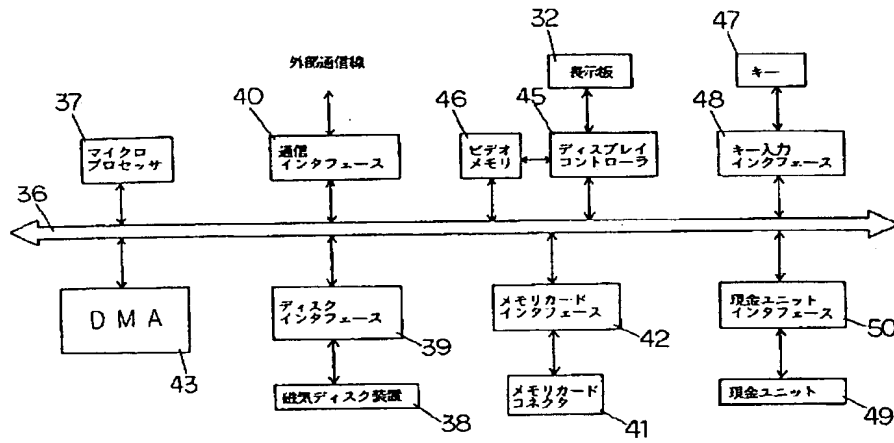 外部通信線
32
表示板
47
キー
37
マイクロ
プロセッサ
40
通信
インタフェース
46
ビデオ
メモリ
45
ディスプレイ
コントローラ
48
キー入力
インタフェース
36
DMA
43
ディスク
インタフェース
39
磁気ディスク装置
38
メモリカード
インタフェース
42
メモリカード
コネクタ
41
現金ユニット
インタフェース
50
現金ユニット
49